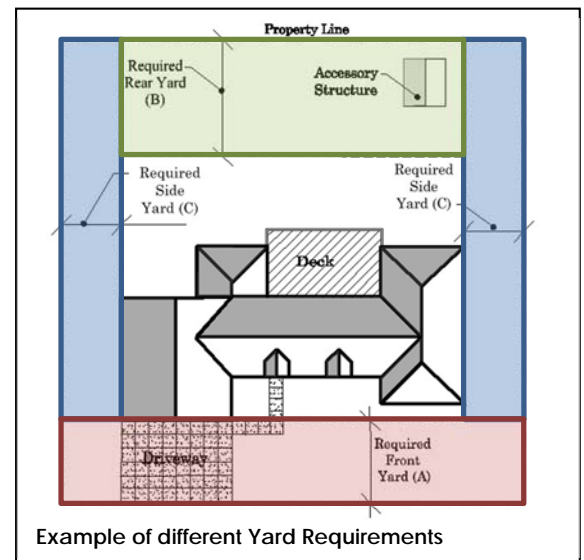 Property Line
Required
Rear Yard
(B)
Accessory
Structure
Required
Side
Yard (C)
Required
Side
Yard (C)
Deck
Driveway
Required
Front
Yard (A)
Example of different Yard Requirements